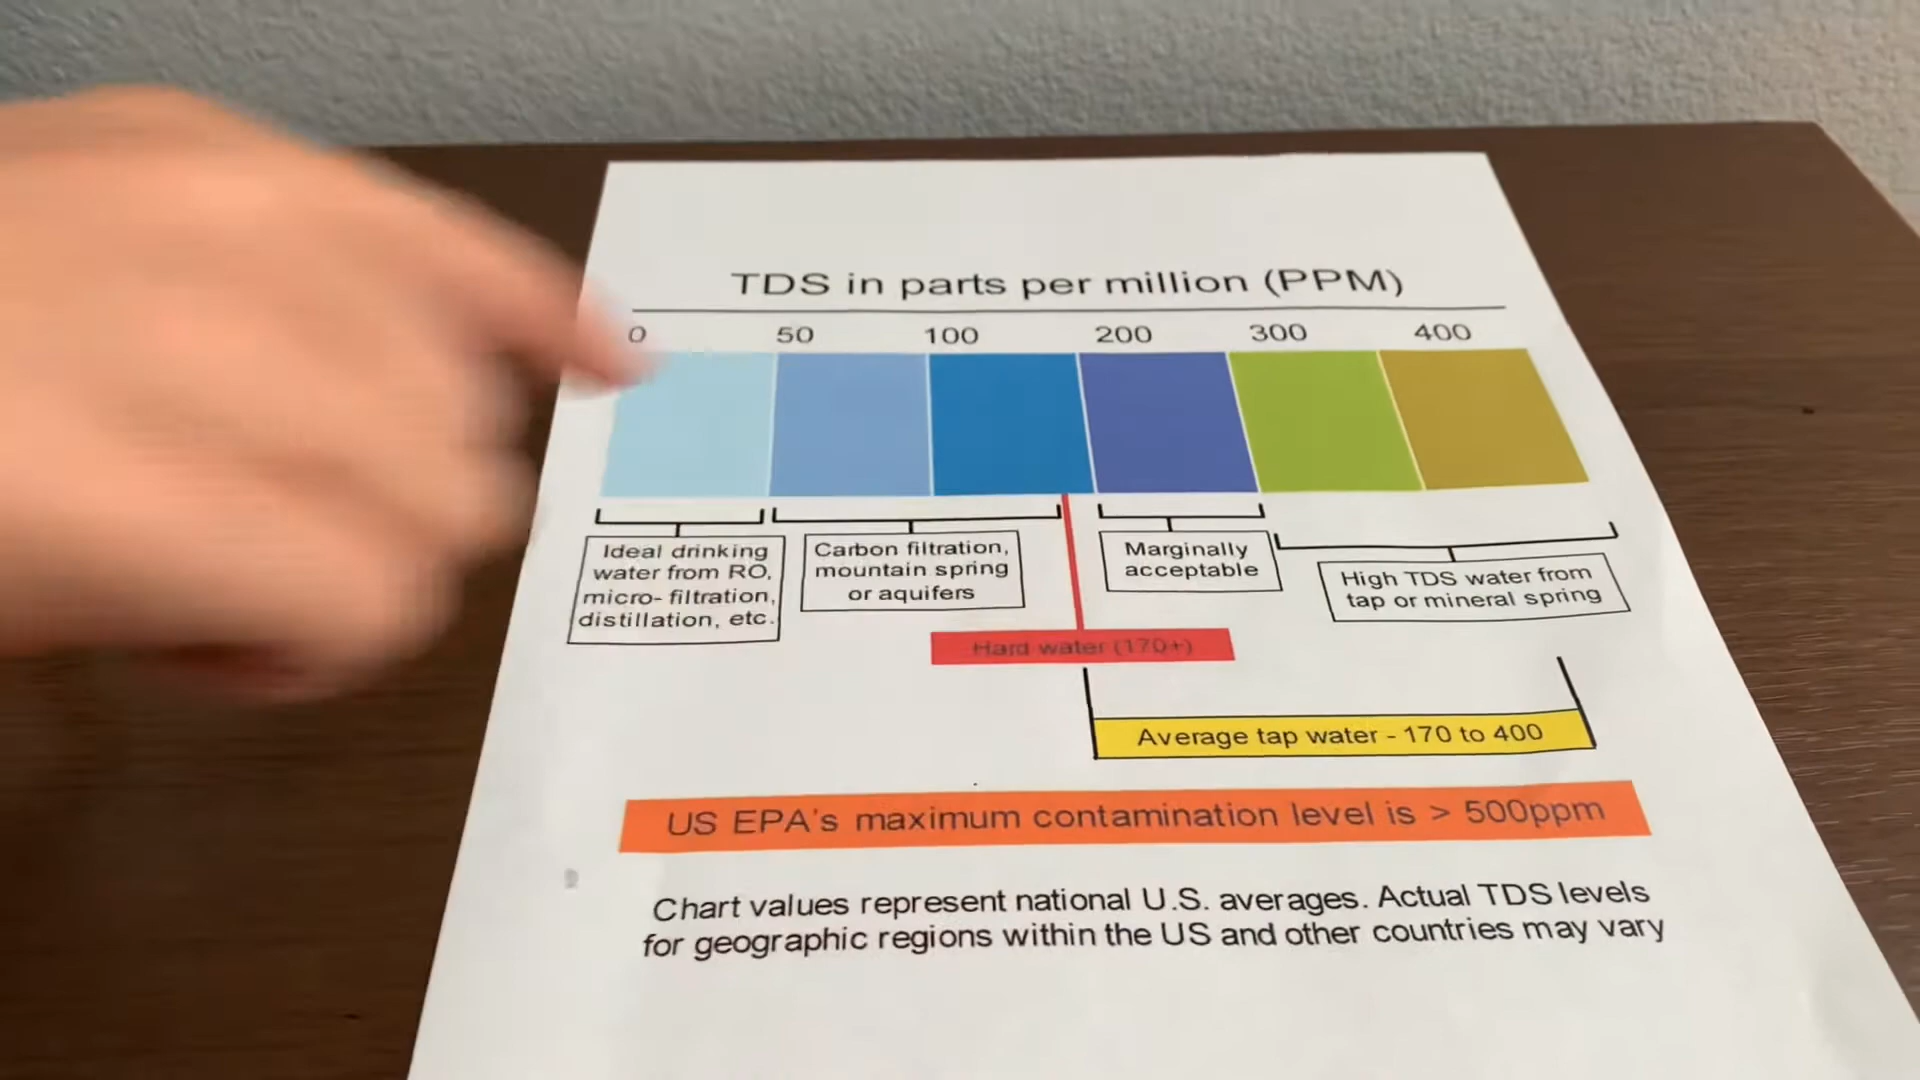 TDS in parts per million (PPM)
0 50 100 200 300 400
Ideal drinking
water from RO,
micro- filtration,
distillation, etc.
Carbon filtration,
mountain spring
or aquifers
Marginally
acceptable
High TDS water from
tap or mineral spring
Hard water (170+)
Average tap water - 170 to 400
US EPA's maximum contamination level is > 500ppm
Chart values represent national U.S. averages. Actual TDS levels
for geographic regions within the US and other countries may vary